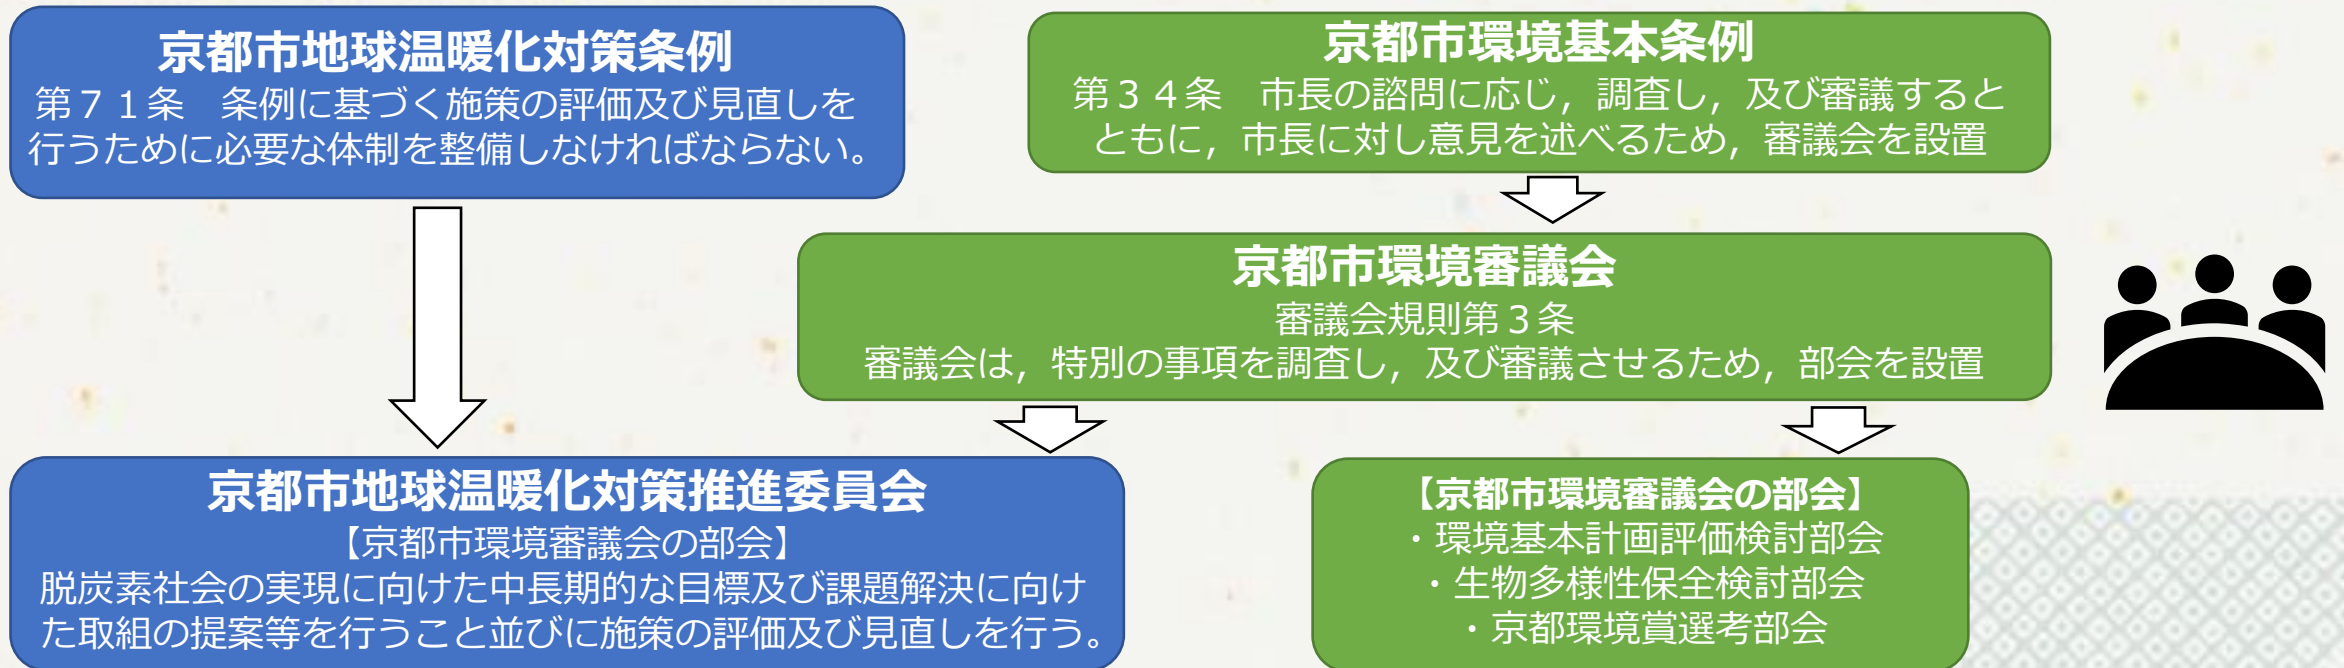 京都市地球温暖化対策条例
第７１条　条例に基づく施策の評価及び見直しを
行うために必要な体制を整備しなければならない。
京都市環境基本条例
第３４条　市長の諮問に応じ，調査し，及び審議すると
ともに，市長に対し意見を述べるため，審議会を設置
京都市環境審議会
審議会規則第３条
審議会は，特別の事項を調査し，及び審議させるため，部会を設置
京都市地球温暖化対策推進委員会
【京都市環境審議会の部会】
脱炭素社会の実現に向けた中長期的な目標及び課題解決に向け
た取組の提案等を行うこと並びに施策の評価及び見直しを行う。
【京都市環境審議会の部会】
・環境基本計画評価検討部会
・生物多様性保全検討部会
・京都環境賞選考部会